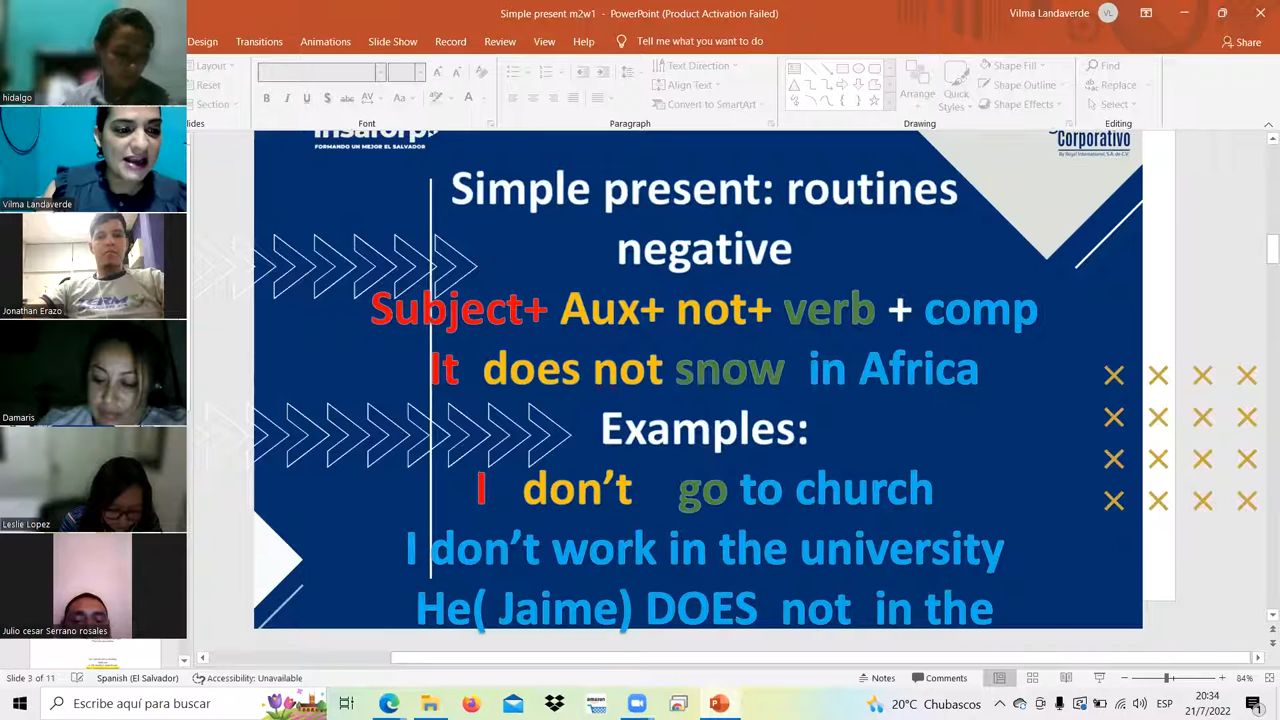 Simple present m2w1 - PowerPoint (Product Activation Failed)
Vilma Landaverde
VL
Design Transitions Animations Slide Show Record Review View Help Tell me what you want to do
Share
Layout
Reset
Section
Text Direction
Align Text
Convert to SmartArt
Arrange
Quick
Styles
Shape Fill
Shape Outline
Shape Effects
Replace
Select
Font
Paragraph
Drawing
Editing
hidalgo
Vilma Landaverde
Jonathan Erazo
Damaris
Leslie Lopez
Julio cesar Serrano rosales
FORMANDO UN MEJOR EL SALVADOR
Corporativo
By Royal International, S.A. de C.V.
Simple present: routines
negative
Subject+ Aux+ not+ verb + comp
It does not snow in Africa
Examples:
I don't go to church
I don't work in the university
He( Jaime) DOES not in the
Slide 3 of 11
Spanish (El Salvador)
Accessibility: Unavailable
Notes
Comments
84%
Escribe aquí para buscar
20°C Chubascos
ESP
20:34
21/7/2022